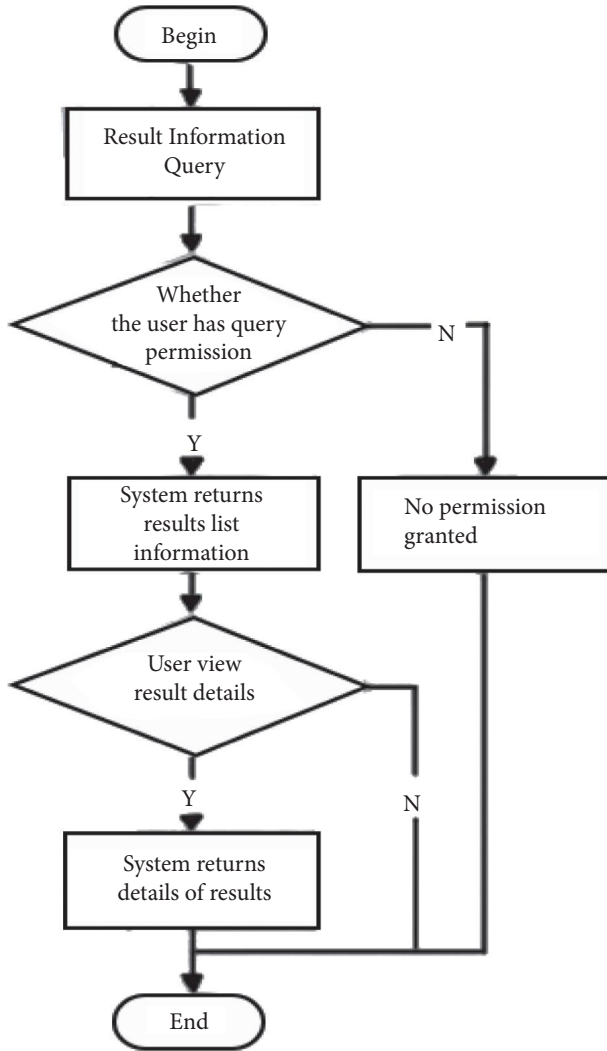 Begin
Result Information
Query
Whether
the user has query
permission
N
Y
System returns
results list
information
No permission
granted
User view
result details
Y
N
System returns
details of results
End